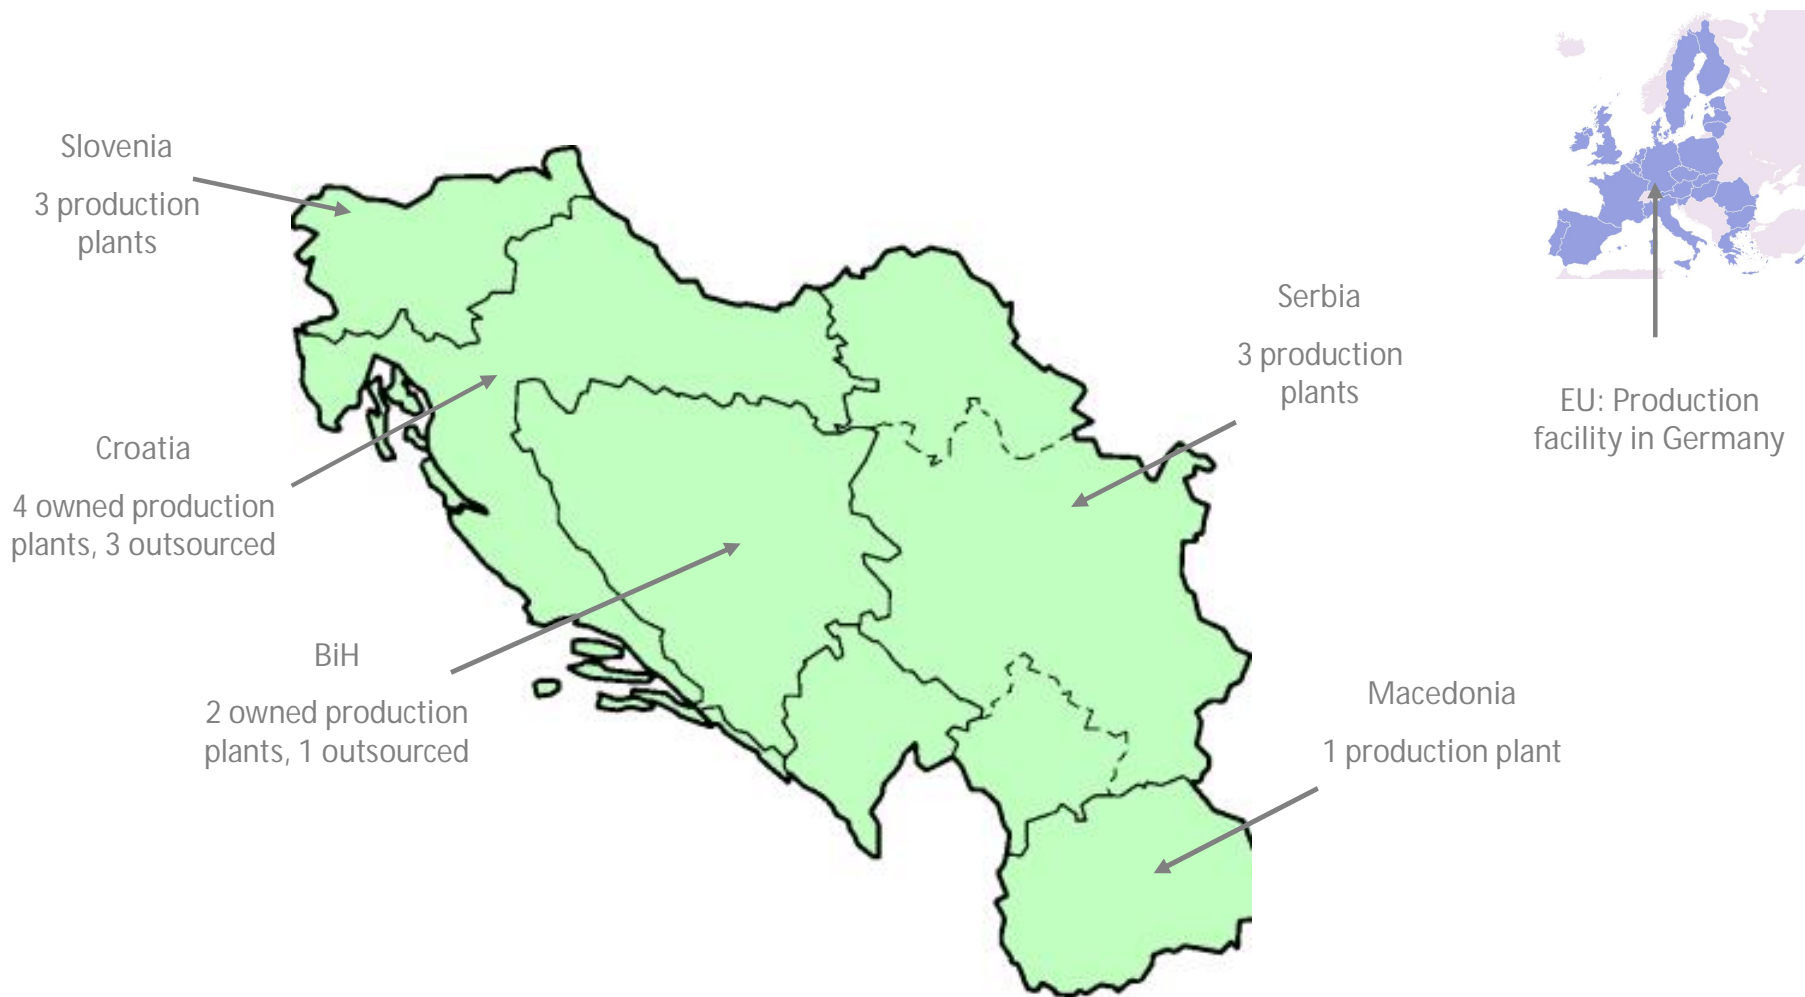 Slovenia
3 production
plants
Croatia
4 owned production
plants, 3 outsourced
BiH
2 owned production
plants, 1 outsourced
Serbia
3 production
plants
Macedonia
1 production plant
EU: Production
facility in Germany